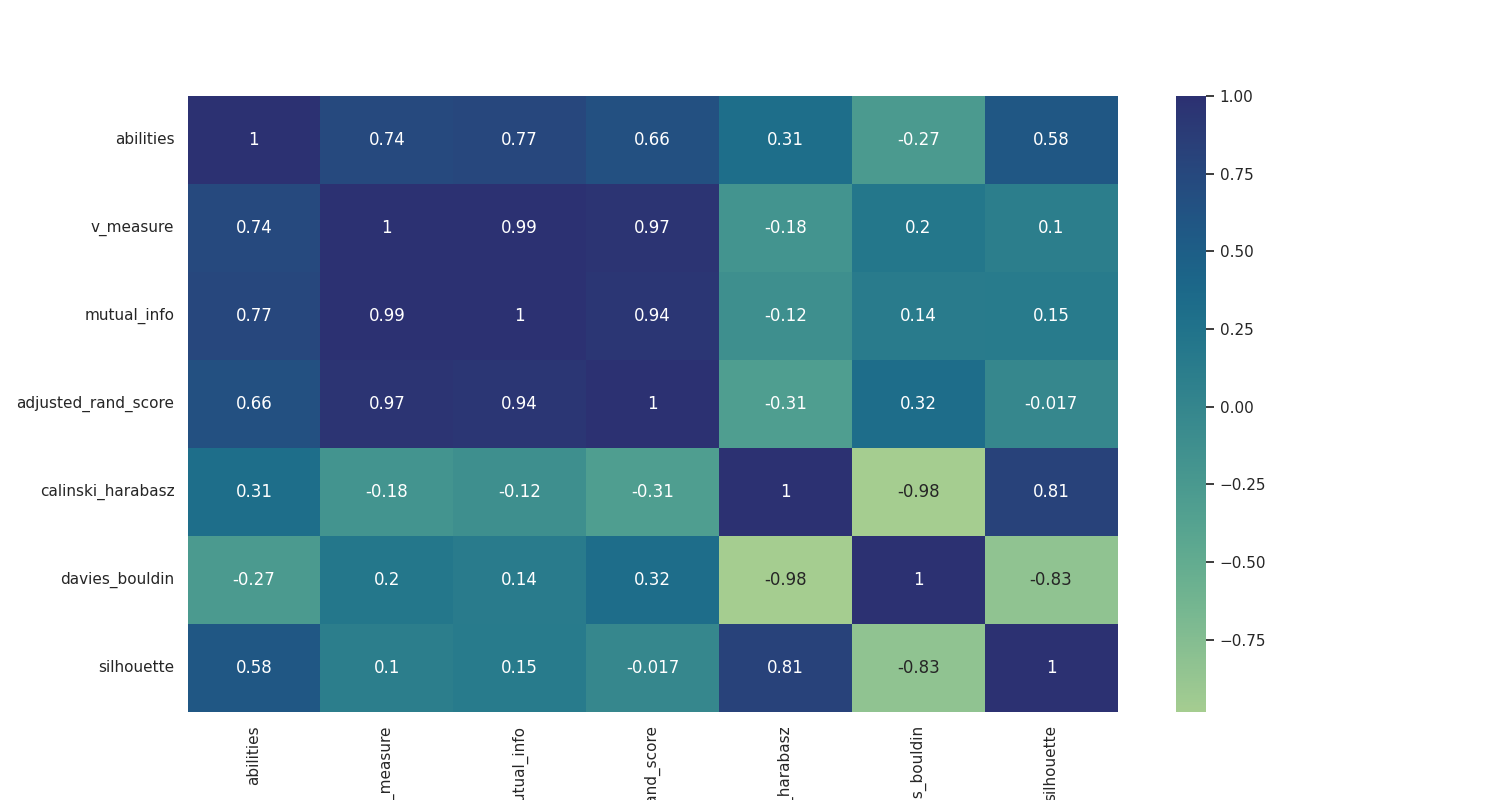 abilities 1 0.74 0.77 0.66 0.31 -0.27 0.58
v_measure 0.74 1 0.99 0.97 -0.18 0.2 0.1
mutual_info 0.77 0.99 1 0.94 -0.12 0.14 0.15
adjusted_rand_score 0.66 0.97 0.94 1 -0.31 0.32 -0.017
calinski_harabasz 0.31 -0.18 -0.12 -0.31 1 -0.98 0.81
davies_bouldin -0.27 0.2 0.14 0.32 -0.98 1 -0.83
silhouette 0.58 0.1 0.15 -0.017 0.81 -0.83 1
abilities
_measure
utual_info
and_score
_harabasz
s_bouldin
silhouette
1.00
0.75
0.50
0.25
0.00
−0.25
−0.50
−0.75